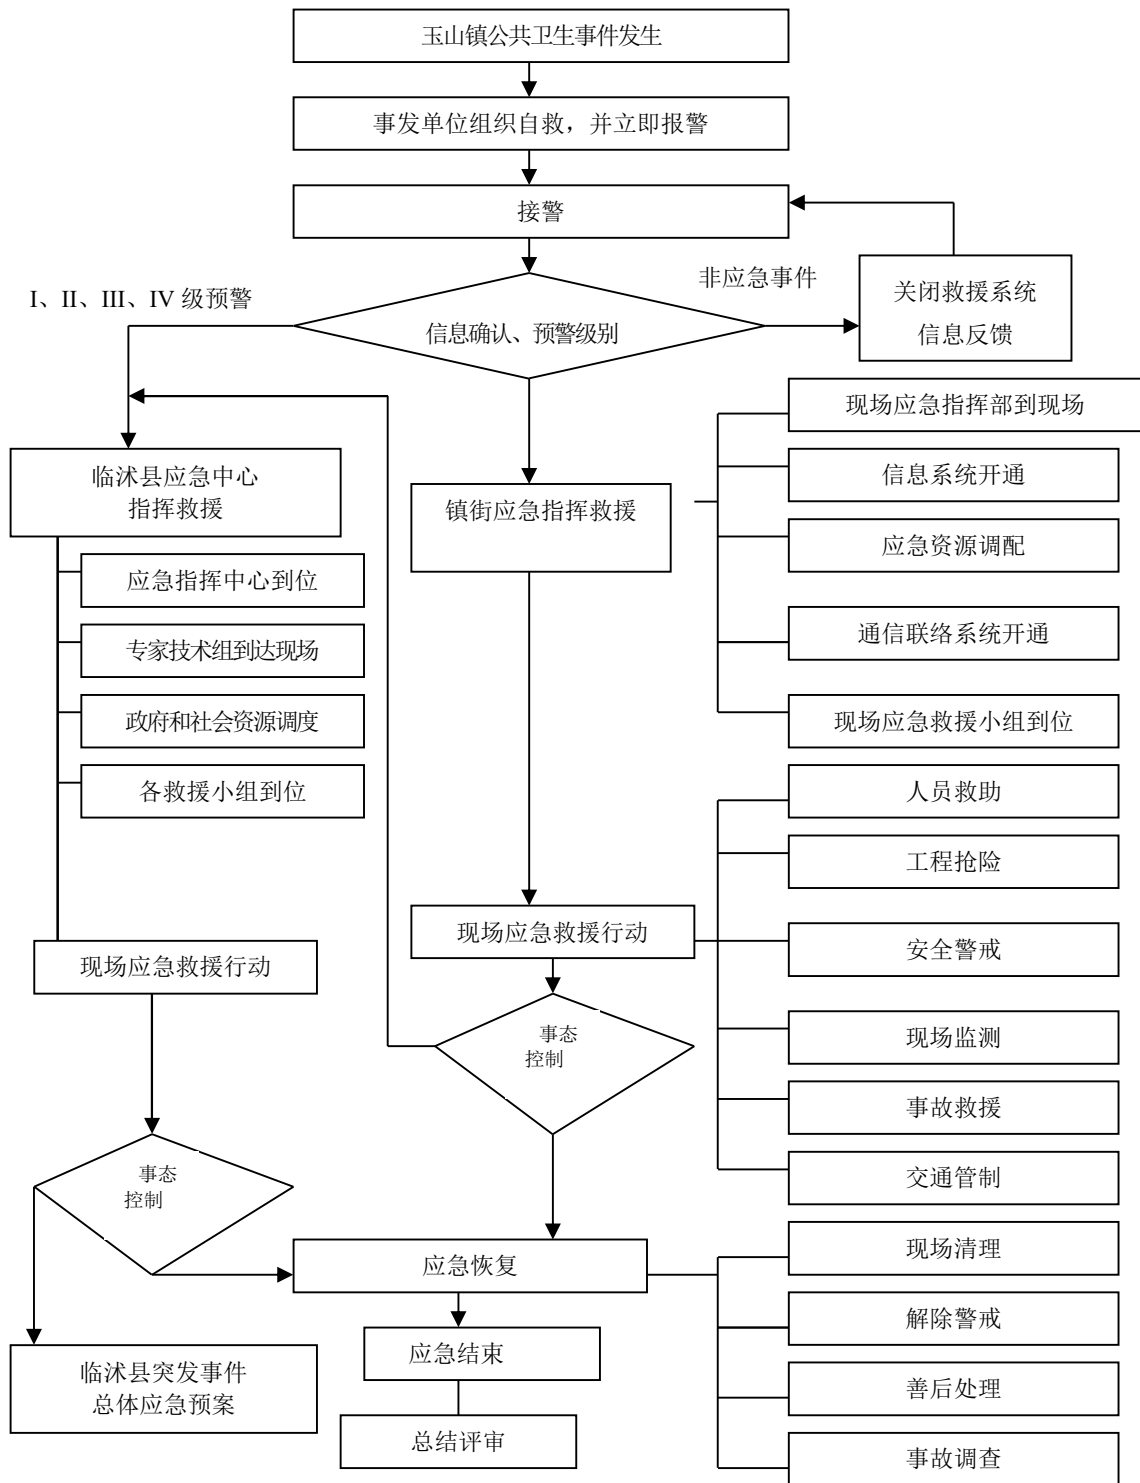 玉山镇公共卫生事件发生
事发单位组织自救，并立即报警
接警
非应急事件
关闭救援系统
信息反馈
I、II、III、IV 级预警
信息确认、预警级别
现场应急指挥部到现场
临沭县应急中心
指挥救援
信息系统开通
镇街应急指挥救援
应急资源调配
应急指挥中心到位
通信联络系统开通
专家技术组到达现场
政府和社会资源调度
现场应急救援小组到位
各救援小组到位
人员救助
工程抢险
现场应急救援行动
安全警戒
现场应急救援行动
事态
控制
现场监测
事故救援
事态
控制
交通管制
现场清理
应急恢复
解除警戒
应急结束
临沭县突发事件
总体应急预案
善后处理
总结评审
事故调查